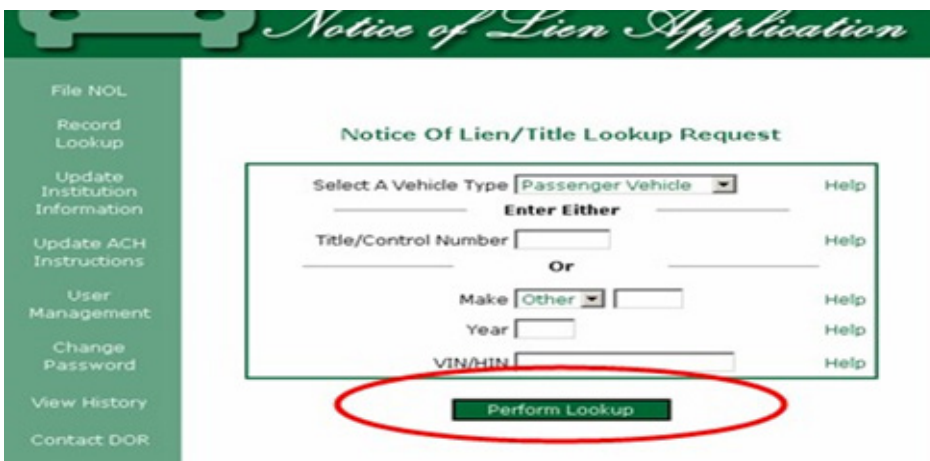 Notice of Lien Application
File NOL
Record
Lookup
Update
Institution
Information
Update ACH
Instructions
User
Management
Change
Password
View History
Contact DOR
Notice Of Lien/Title Lookup Request
Select A Vehicle Type Passenger Vehicle Help
Enter Either
Title/Control Number Help
Or
Make Other Help
Year Help
VIN/HIN Help
Perform Lookup